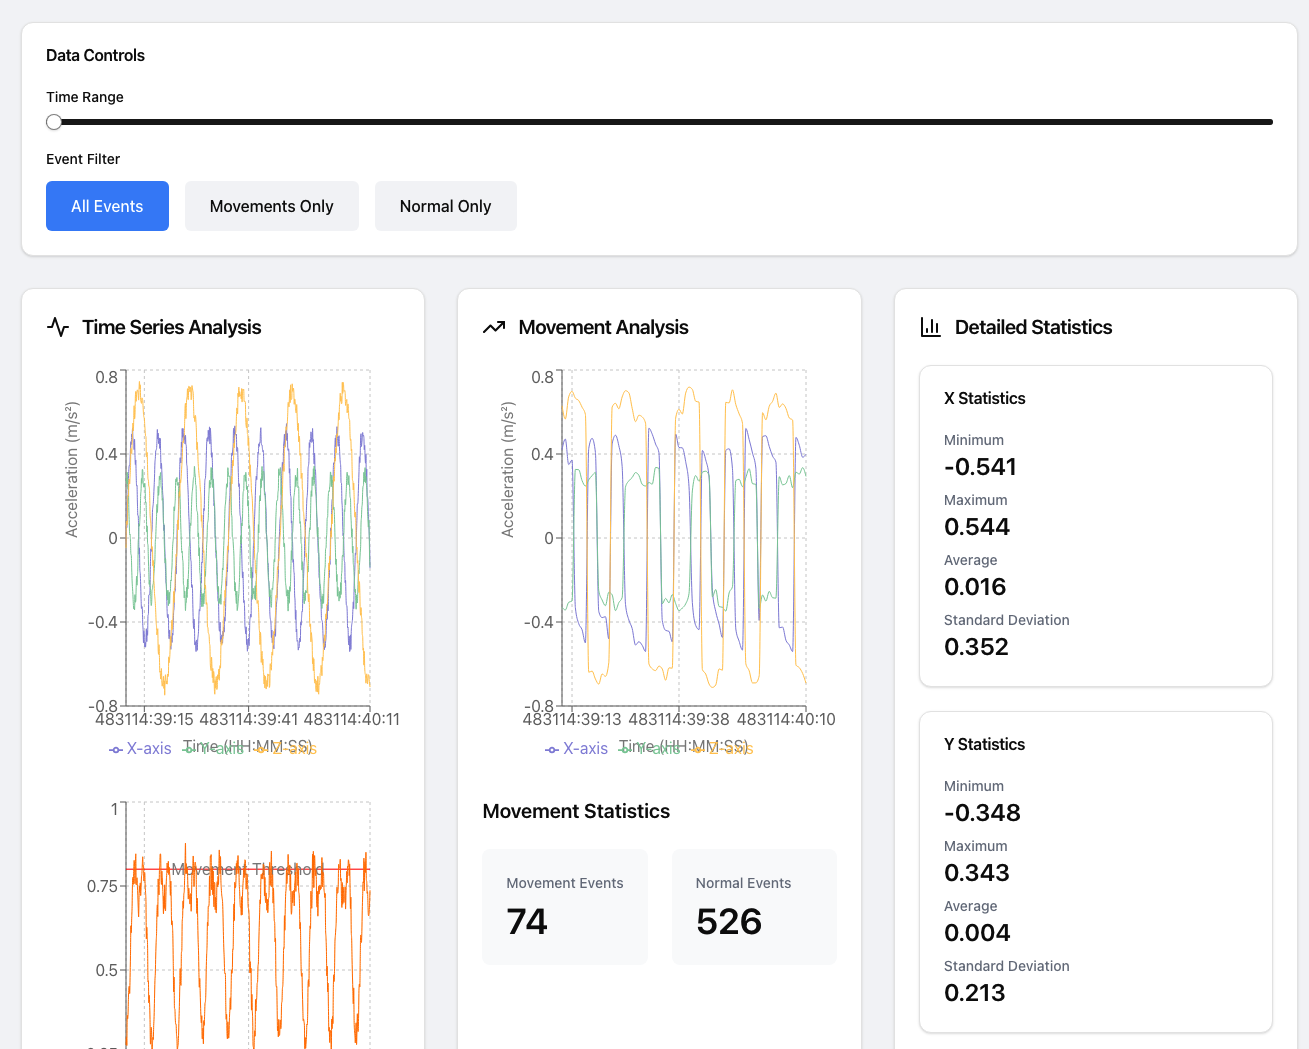 Data Controls
Time Range
Event Filter
All Events
Movements Only
Normal Only
Time Series Analysis
0.8
0.4
0
-0.4
-0.8
Acceleration (m/s²)
483114:39:15 483114:39:41 483114:40:11
Time (HH:MM:SS)
X-axis
Y-axis
Z-axis
1
0.75
0.5
Movement Threshold
Movement Analysis
0.8
0.4
0
-0.4
-0.8
Acceleration (m/s²)
483114:39:13 483114:39:38 483114:40:10
Time (HH:MM:SS)
X-axis
Y-axis
Z-axis
Movement Statistics
Movement Events
74
Normal Events
526
Detailed Statistics
X Statistics
Minimum
-0.541
Maximum
0.544
Average
0.016
Standard Deviation
0.352
Y Statistics
Minimum
-0.348
Maximum
0.343
Average
0.004
Standard Deviation
0.213